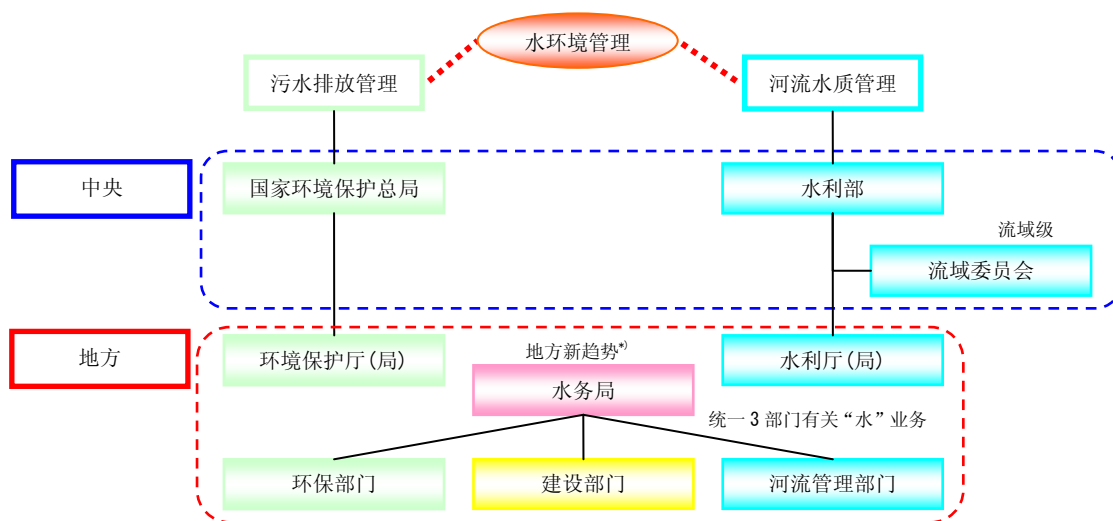 水环境管理
污水排放管理
河流水质管理
中央
国家环境保护总局
水利部
流域级
流域委员会
地方
环境保护厅(局)
地方新趋势*)
水利厅(局)
水务局
统一 3 部门有关“水”业务
环保部门
建设部门
河流管理部门